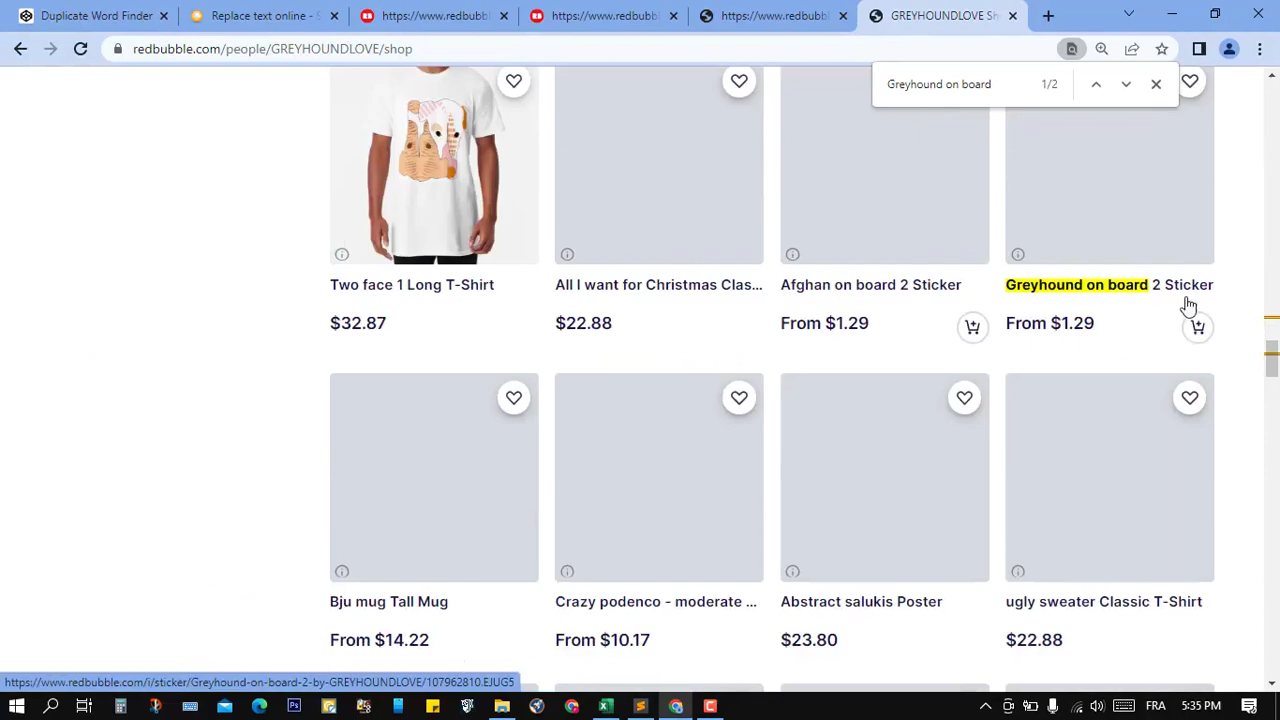 Duplicate Word Finder
Replace text online - S
https://www.redbubb
https://www.redbubb
https://www.redbubb
GREYHOUNDLOVE Sh
redbubble.com/people/GREYHOUNDLOVE/shop
Greyhound on board 1/2
Two face 1 Long T-Shirt
All I want for Christmas Clas...
Afghan on board 2 Sticker
Greyhound on board 2 Sticker
$32.87
$22.88
From $1.29
From $1.29
Bju mug Tall Mug
Crazy podenco - moderate ...
Abstract salukis Poster
ugly sweater Classic T-Shirt
From $14.22
From $10.17
$23.80
$22.88
https://www.redbubble.com/i/sticker/Greyhound-on-board-2-by-GREYHOUNDLOVE/107962810.EJUG5
FRA
5:35 PM